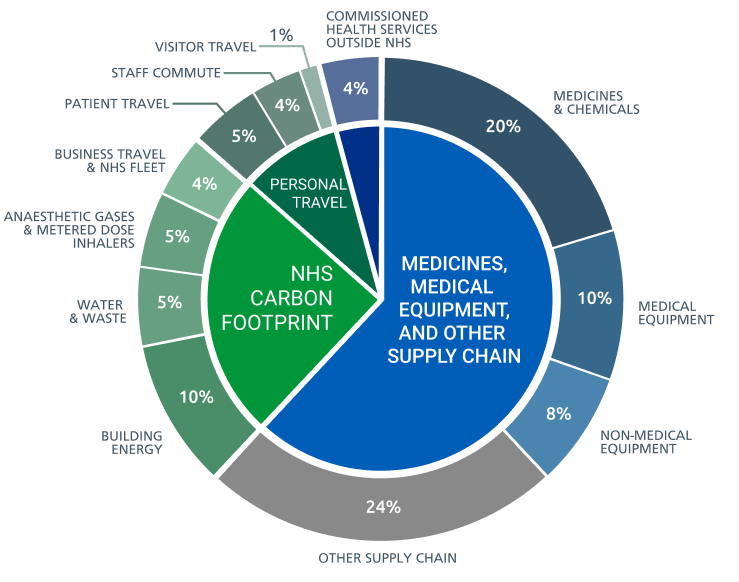 COMMISSIONED
HEALTH SERVICES
OUTSIDE NHS
1%
VISITOR TRAVEL
STAFF COMMUTE
PATIENT TRAVEL
BUSINESS TRAVEL
& NHS FLEET
ANAESTHETIC GASES
& METERED DOSE
INHALERS
WATER
& WASTE
BUILDING
ENERGY
4%
20%
MEDICINES
& CHEMICALS
4%
5%
4%
5%
5%
10%
PERSONAL
TRAVEL
NHS
CARBON
FOOTPRINT
MEDICINES,
MEDICAL
EQUIPMENT,
AND OTHER
SUPPLY CHAIN
10%
MEDICAL
EQUIPMENT
8%
NON-MEDICAL
EQUIPMENT
24%
OTHER SUPPLY CHAIN